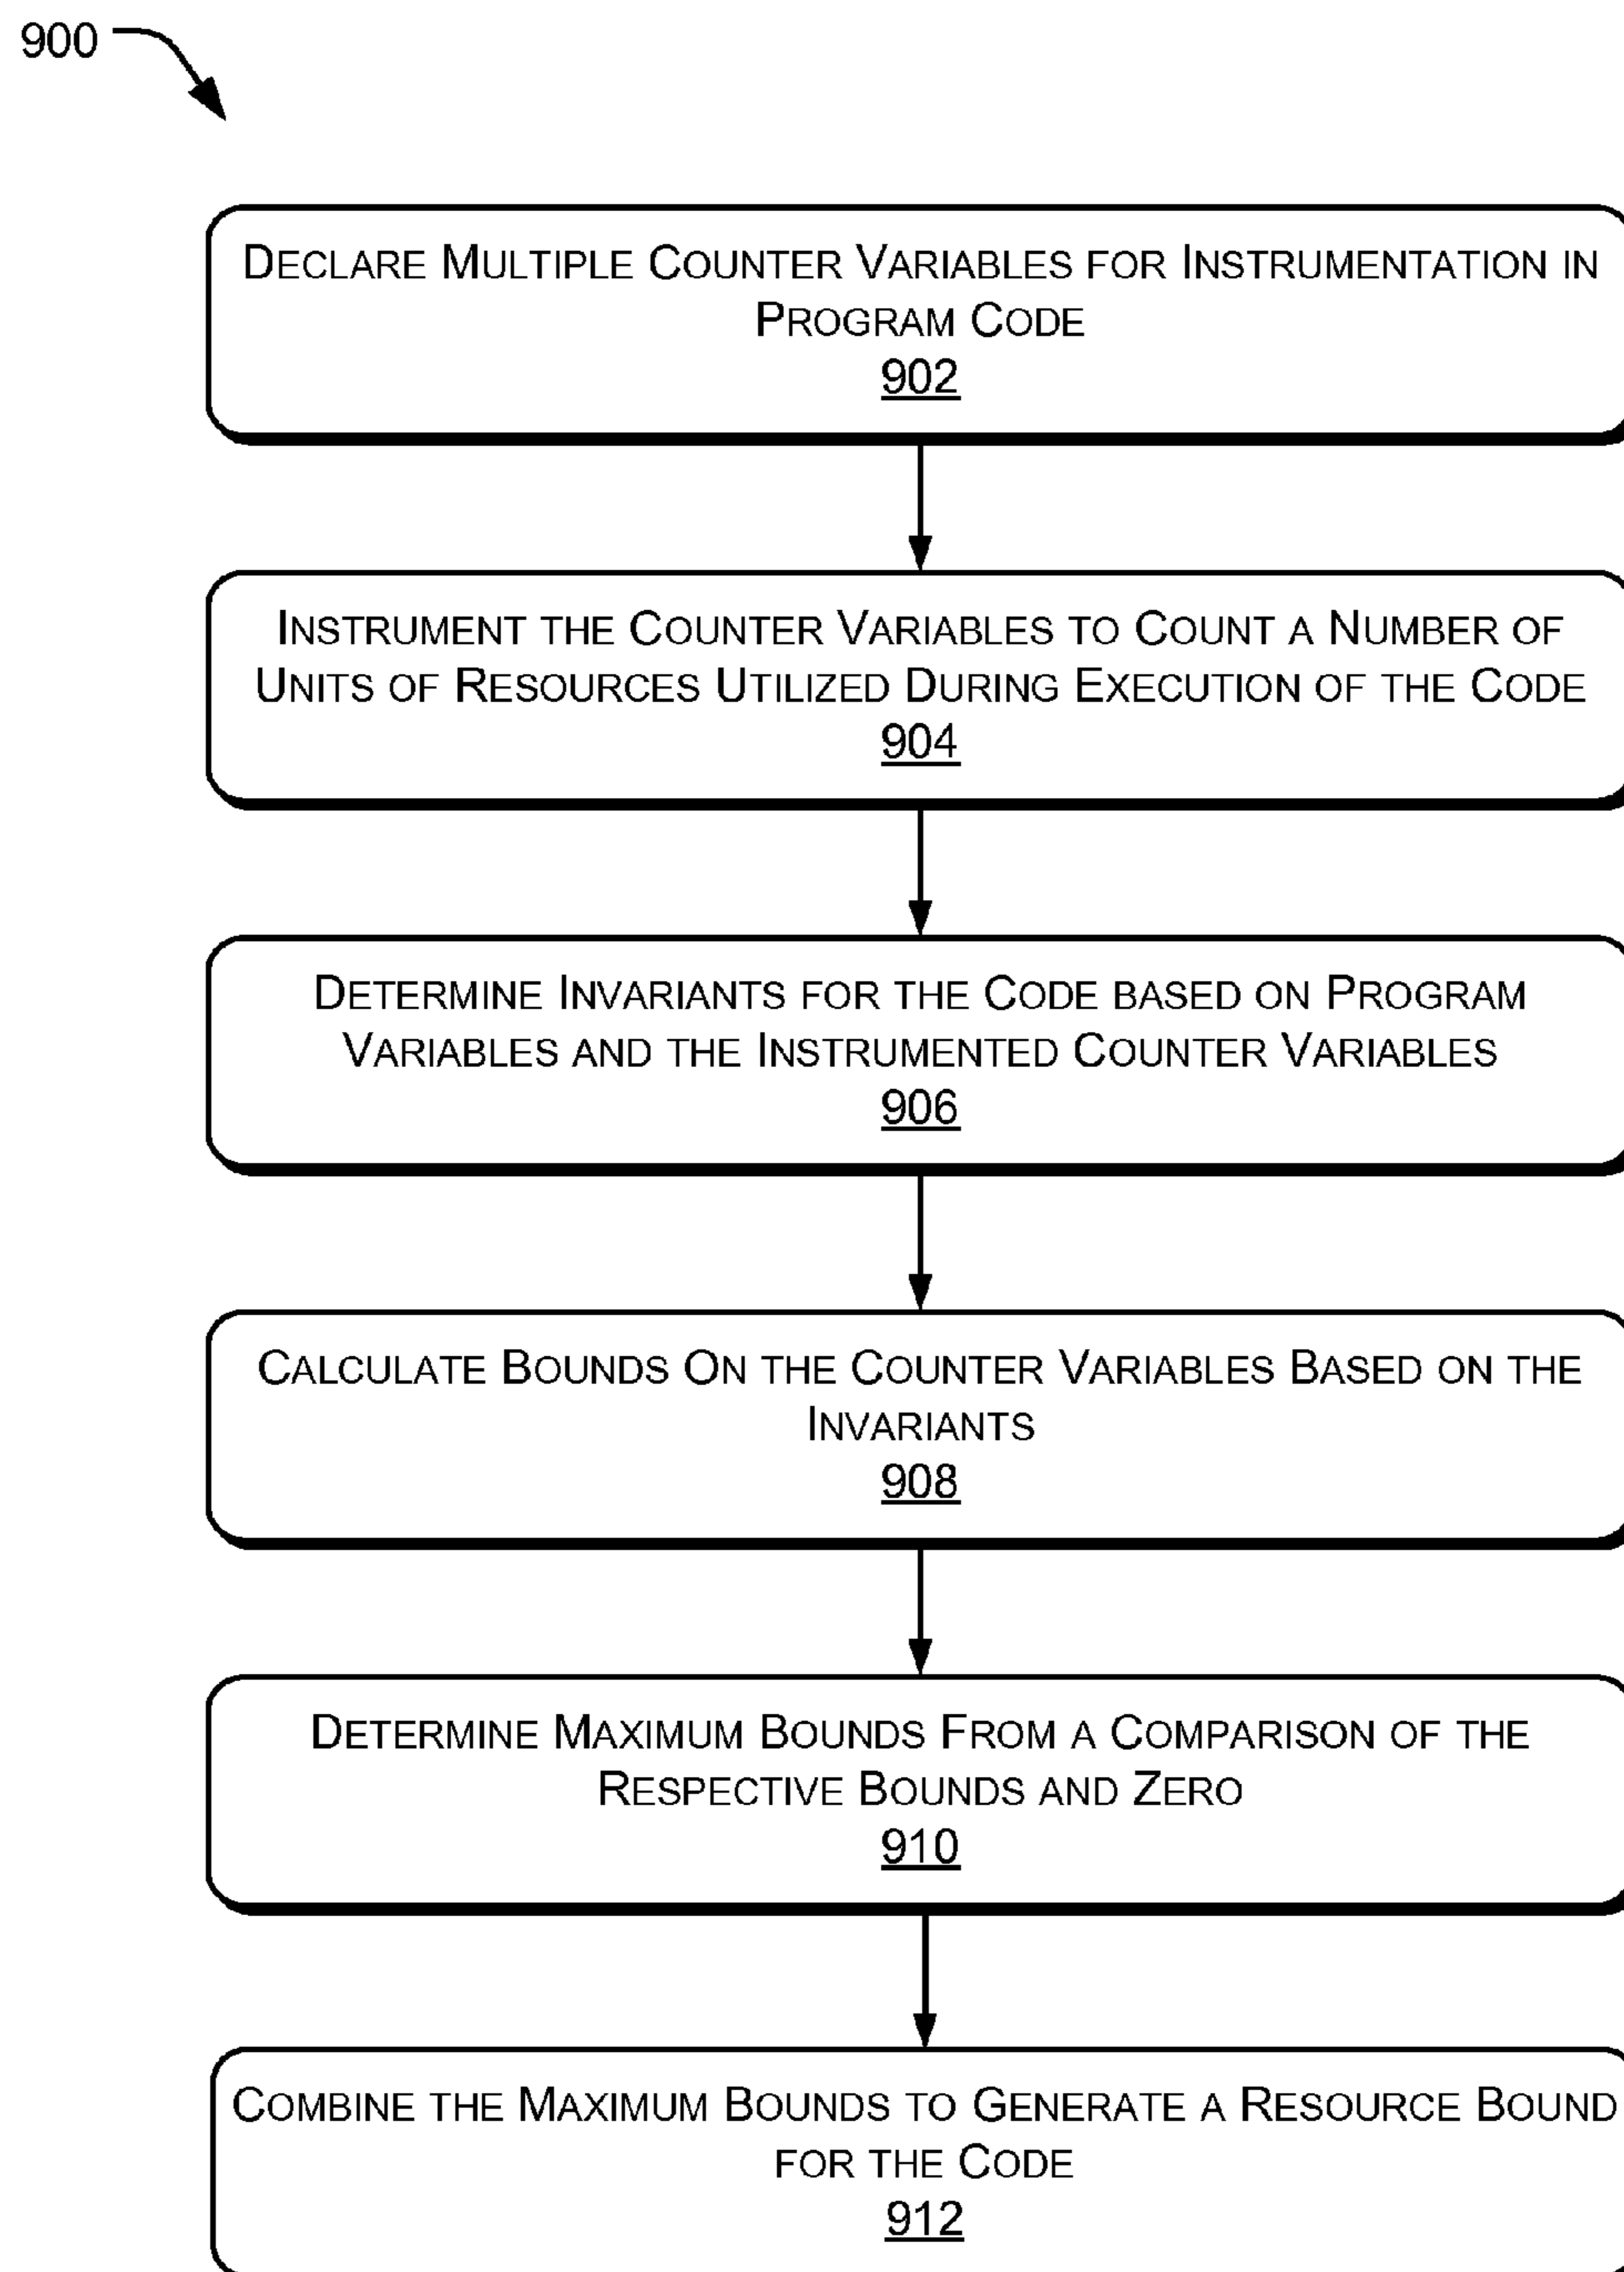 900
DECLARE MULTIPLE COUNTER VARIABLES FOR INSTRUMENTATION IN
PROGRAM CODE
902
INSTRUMENT THE COUNTER VARIABLES TO COUNT A NUMBER OF
UNITS OF RESOURCES UTILIZED DURING EXECUTION OF THE CODE
904
DETERMINE INVARIANTS FOR THE CODE BASED ON PROGRAM
VARIABLES AND THE INSTRUMENTED COUNTER VARIABLES
906
CALCULATE BOUNDS ON THE COUNTER VARIABLES BASED ON THE
INVARIANTS
908
DETERMINE MAXIMUM BOUNDS FROM A COMPARISON OF THE
RESPECTIVE BOUNDS AND ZERO
910
COMBINE THE MAXIMUM BOUNDS TO GENERATE A RESOURCE BOUND
FOR THE CODE
912